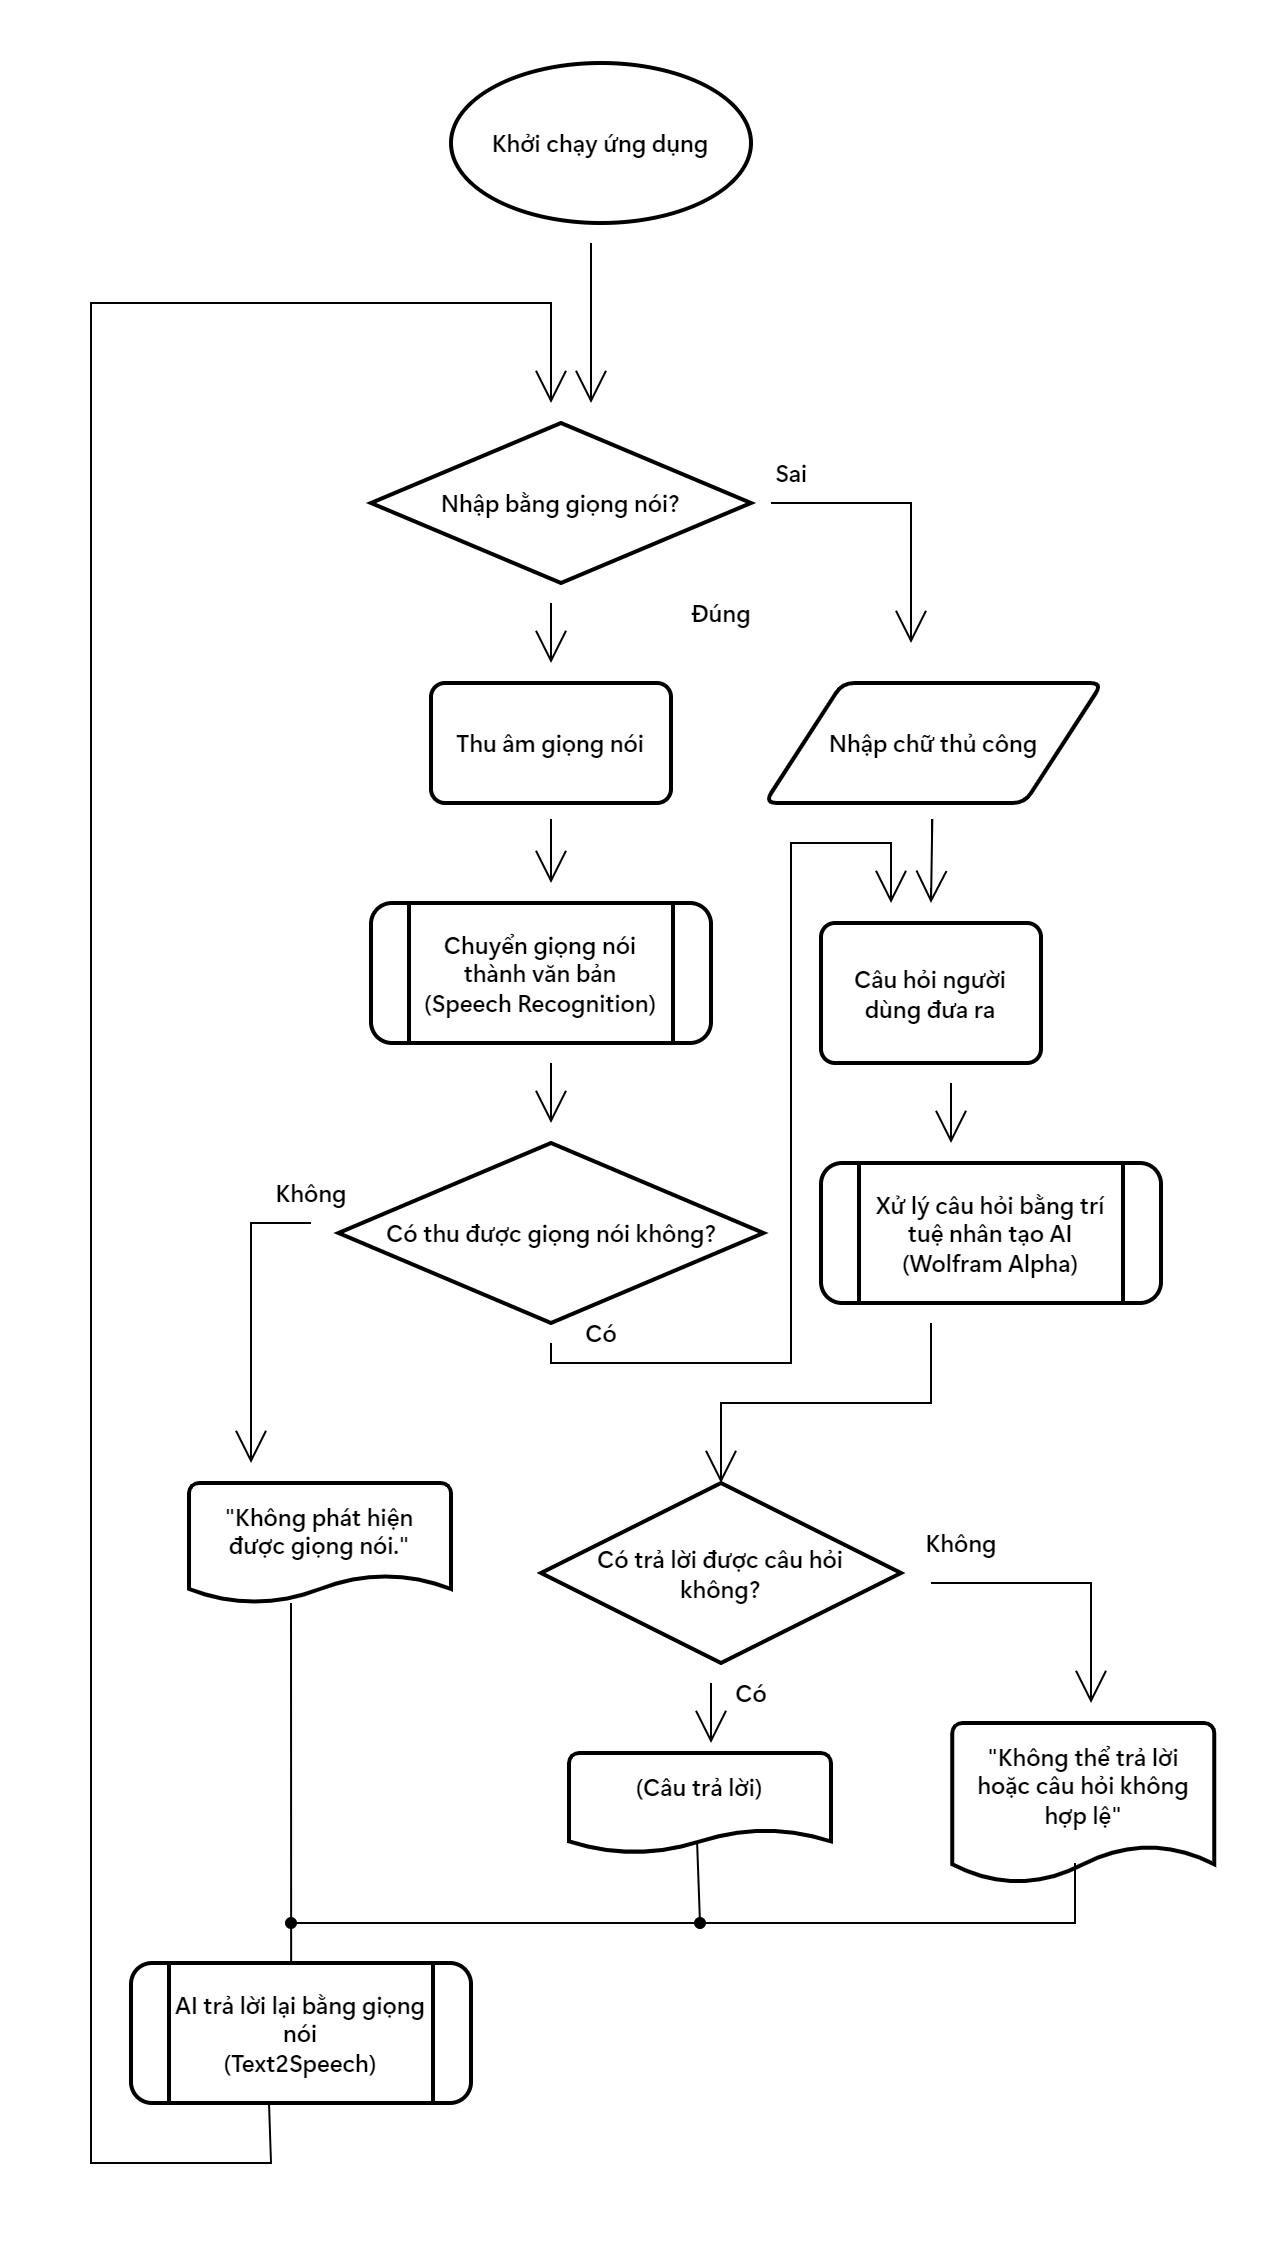 Khởi chạy ứng dụng
Nhập bằng giọng nói?
Sai
Đúng
Thu âm giọng nói
Nhập chữ thủ công
Chuyển giọng nói
thành văn bản
(Speech Recognition)
Câu hỏi người
dùng đưa ra
Không
Có thu được giọng nói không?
Có
Xử lý câu hỏi bằng trí
tuệ nhân tạo AI
(Wolfram Alpha)
"Không phát hiện
được giọng nói."
Có trả lời được câu hỏi
không?
Không
Có
(Câu trả lời)
"Không thể trả lời
hoặc câu hỏi không
hợp lệ"
AI trả lời lại bằng giọng
nói
(Text2Speech)